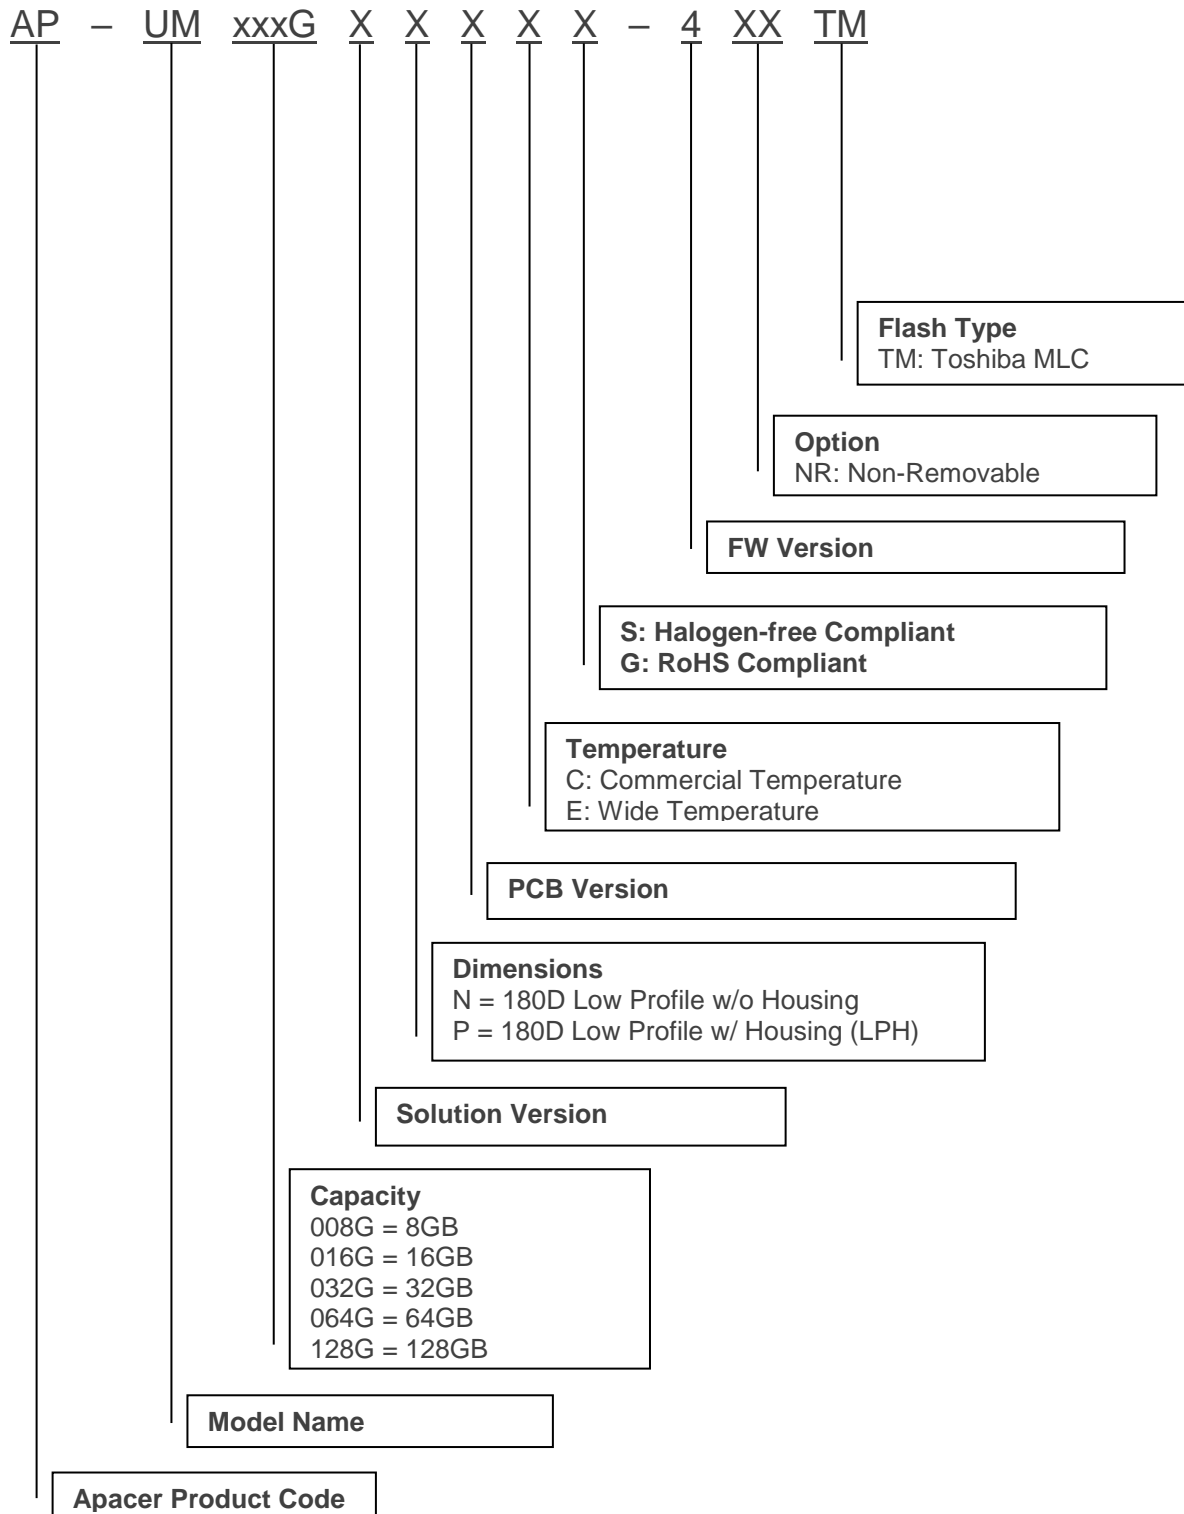 AP – UM xxxG X X X X X – 4 XX TM
Flash Type
TM: Toshiba MLC
Option
NR: Non-Removable
FW Version
S: Halogen-free Compliant
G: RoHS Compliant
Temperature
C: Commercial Temperature
E: Wide Temperature
PCB Version
Dimensions
N = 180D Low Profile w/o Housing
P = 180D Low Profile w/ Housing (LPH)
Solution Version
Capacity
008G = 8GB
016G = 16GB
032G = 32GB
064G = 64GB
128G = 128GB
Model Name
Apacer Product Code